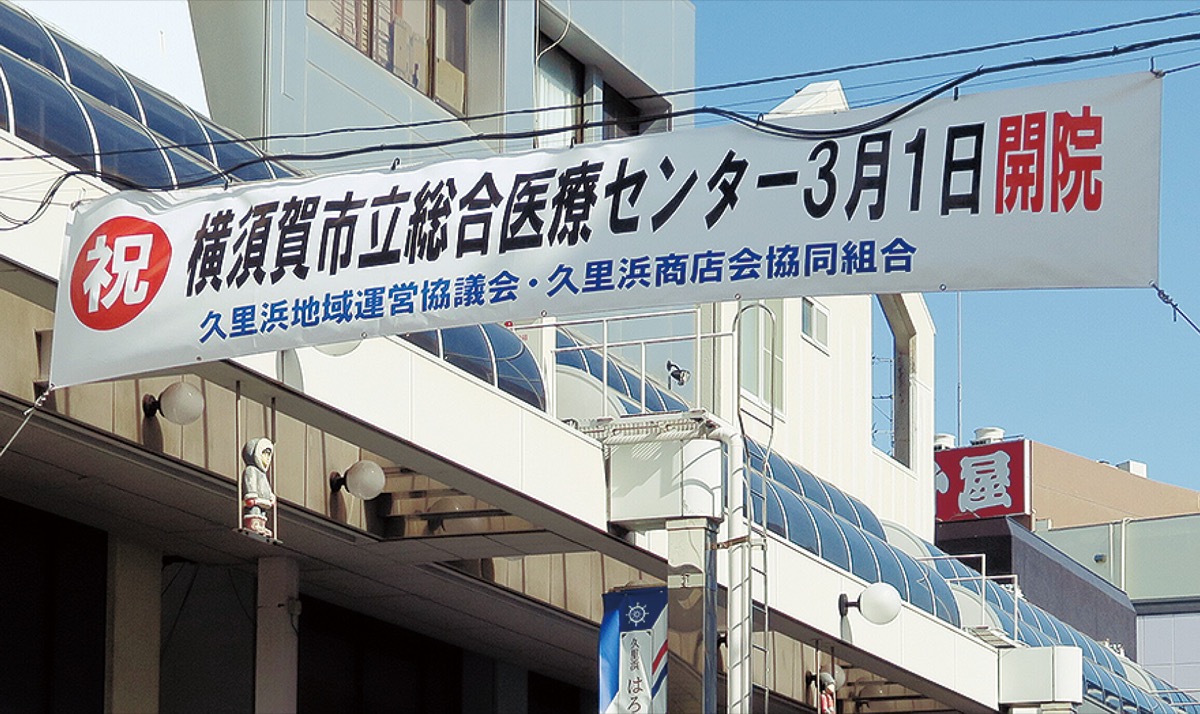 祝 横須賀市立総合医療センター3月1日開院
久里浜地域運営協議会・久里浜商店会協同組合
屋
久里浜 はろ